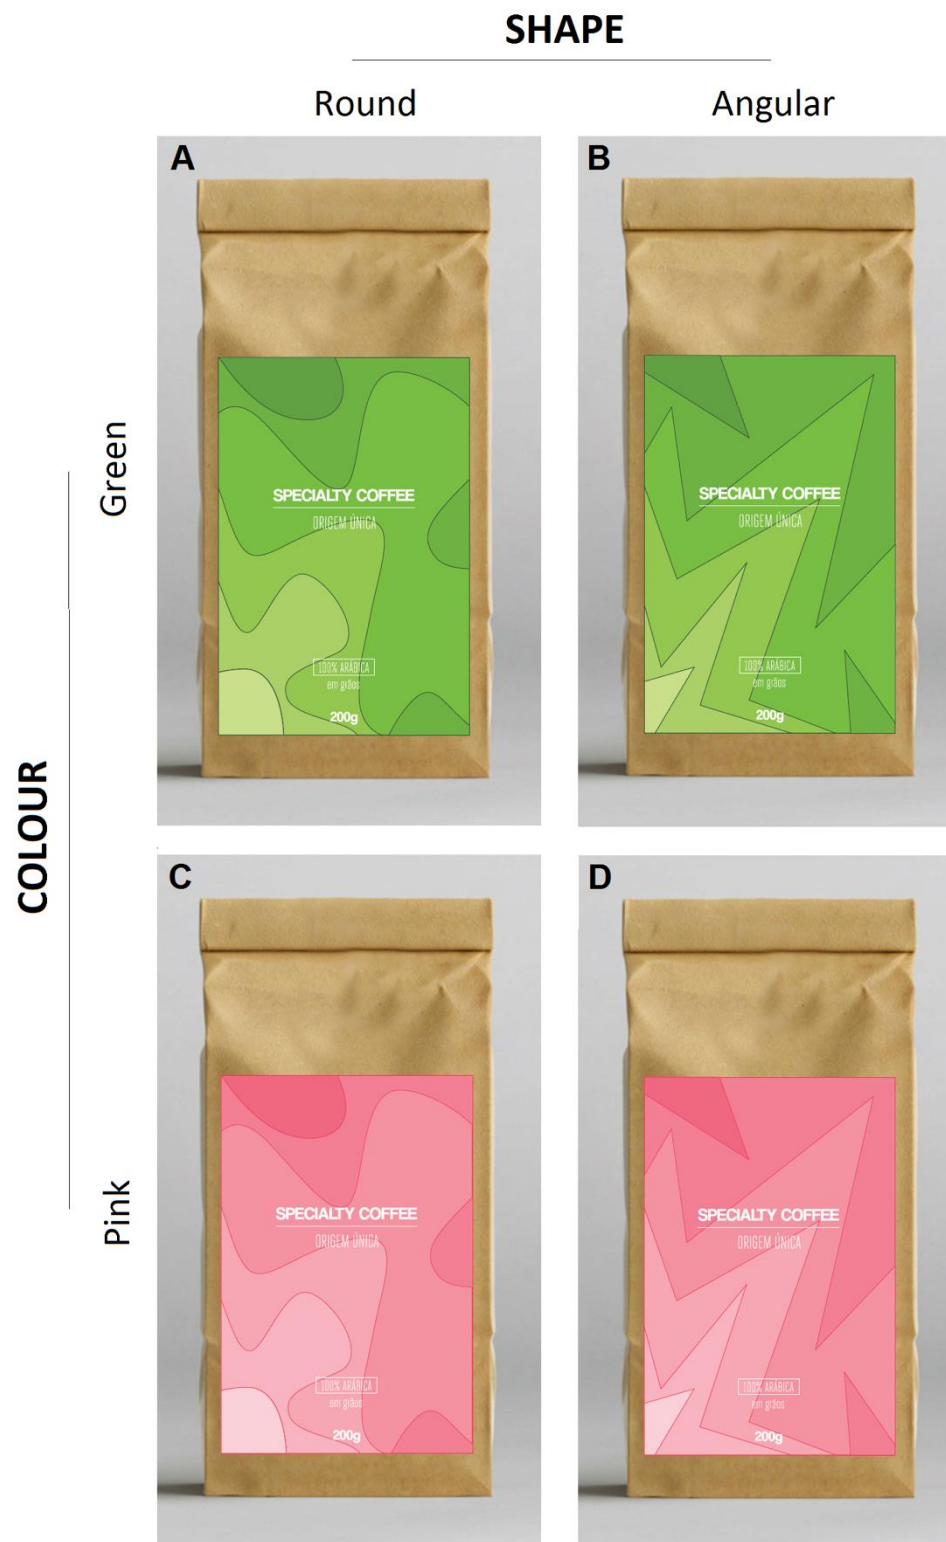 SHAPE
Round
Angular
COLOUR
Green
Pink
A
SPECIALTY COFFEE
ORIGEM ÚNICA
100% ARÁBICA
em grãos
200g
B
SPECIALTY COFFEE
ORIGEM ÚNICA
100% ARÁBICA
em grãos
200g
C
SPECIALTY COFFEE
ORIGEM ÚNICA
100% ARÁBICA
em grãos
200g
D
SPECIALTY COFFEE
ORIGEM ÚNICA
100% ARÁBICA
em grãos
200g